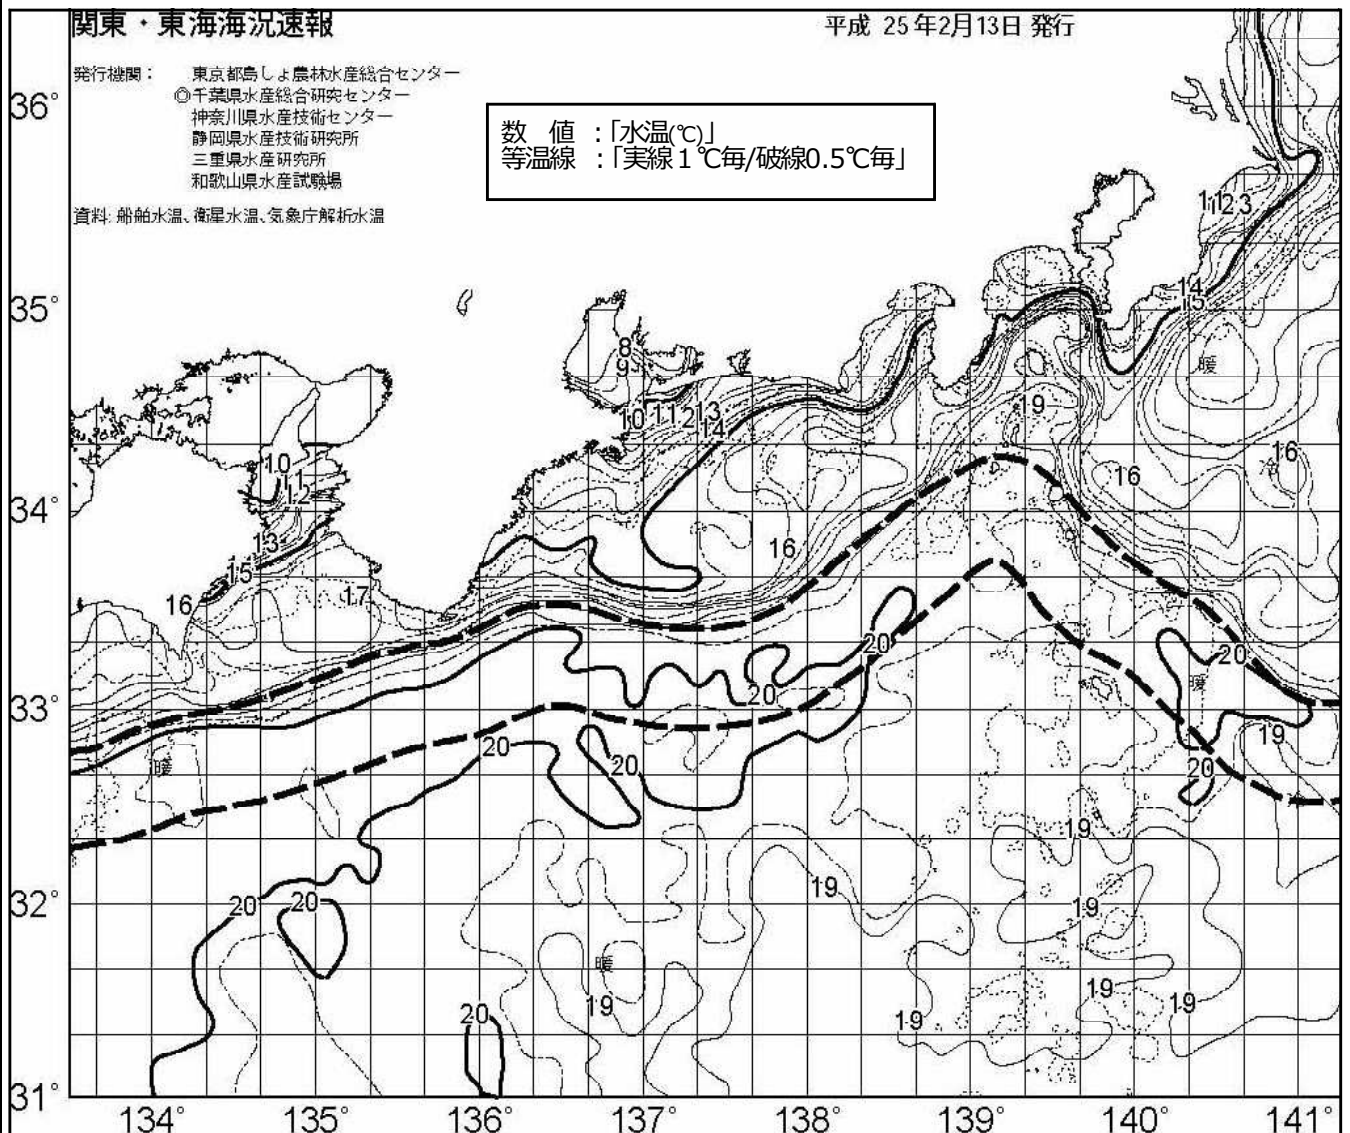 関東・東海海況速報
平成 25年2月13日 発行
発行機関： 東京都島しょ農林水産総合センター
◎千葉県水産総合研究センター
神奈川県水産技術センター
静岡県水産技術研究所
三重県水産研究所
和歌山県水産試験場
資料: 船舶水温、衛星水温、気象庁解析水温
数　値 ：「水温(℃)」
等温線 ：「実線１℃毎/破線0.5℃毎」
36°
11 12 3
35°
14
15
8
9
暖
10 11 12 13
14
19
10
11
12
16
16
34°
13
15
16
16
17
20
20
20
33°
暖
暖
19
20
20
20
19
32°
20
20
19
19
暖
19
19
19
20
19
31°
134° 135° 136° 137° 138° 139° 140° 141°